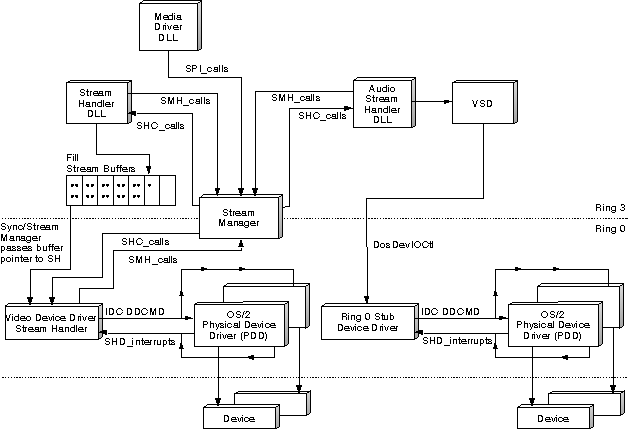 Media
Driver
DLL
SPI_calls
Stream
Handler
DLL
SMH_calls
SHC_calls
SMH_calls
SHC_calls
Audio
Stream
Handler
DLL
VSD
Fill
Stream Buffers
Stream
Manager
Ring 3
Ring 0
Sync/Stream
Manager
passes buffer
pointer to SH
SHC_calls
SMH_calls
DosDevIOCtl
Video Device Driver
Stream Handler
IDC DDCMD
SHD_interrupts
OS/2
Physical Device
Driver (PDD)
Ring 0 Stub
Device Driver
IDC DDCMD
SHD_interrupts
OS/2
Physical Device
Driver (PDD)
Device
Device